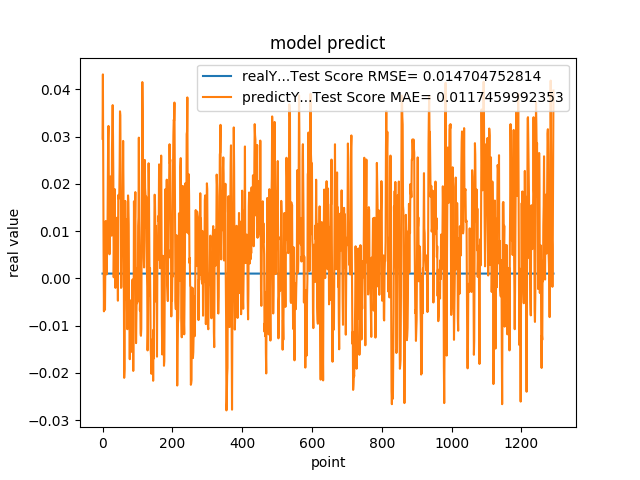 model predict
realY...Test Score RMSE= 0.014704752814
predictY...Test Score MAE= 0.0117459992353
real value
0.04
0.03
0.02
0.01
0.00
−0.01
−0.02
−0.03
0 200 400 600 800 1000 1200
point